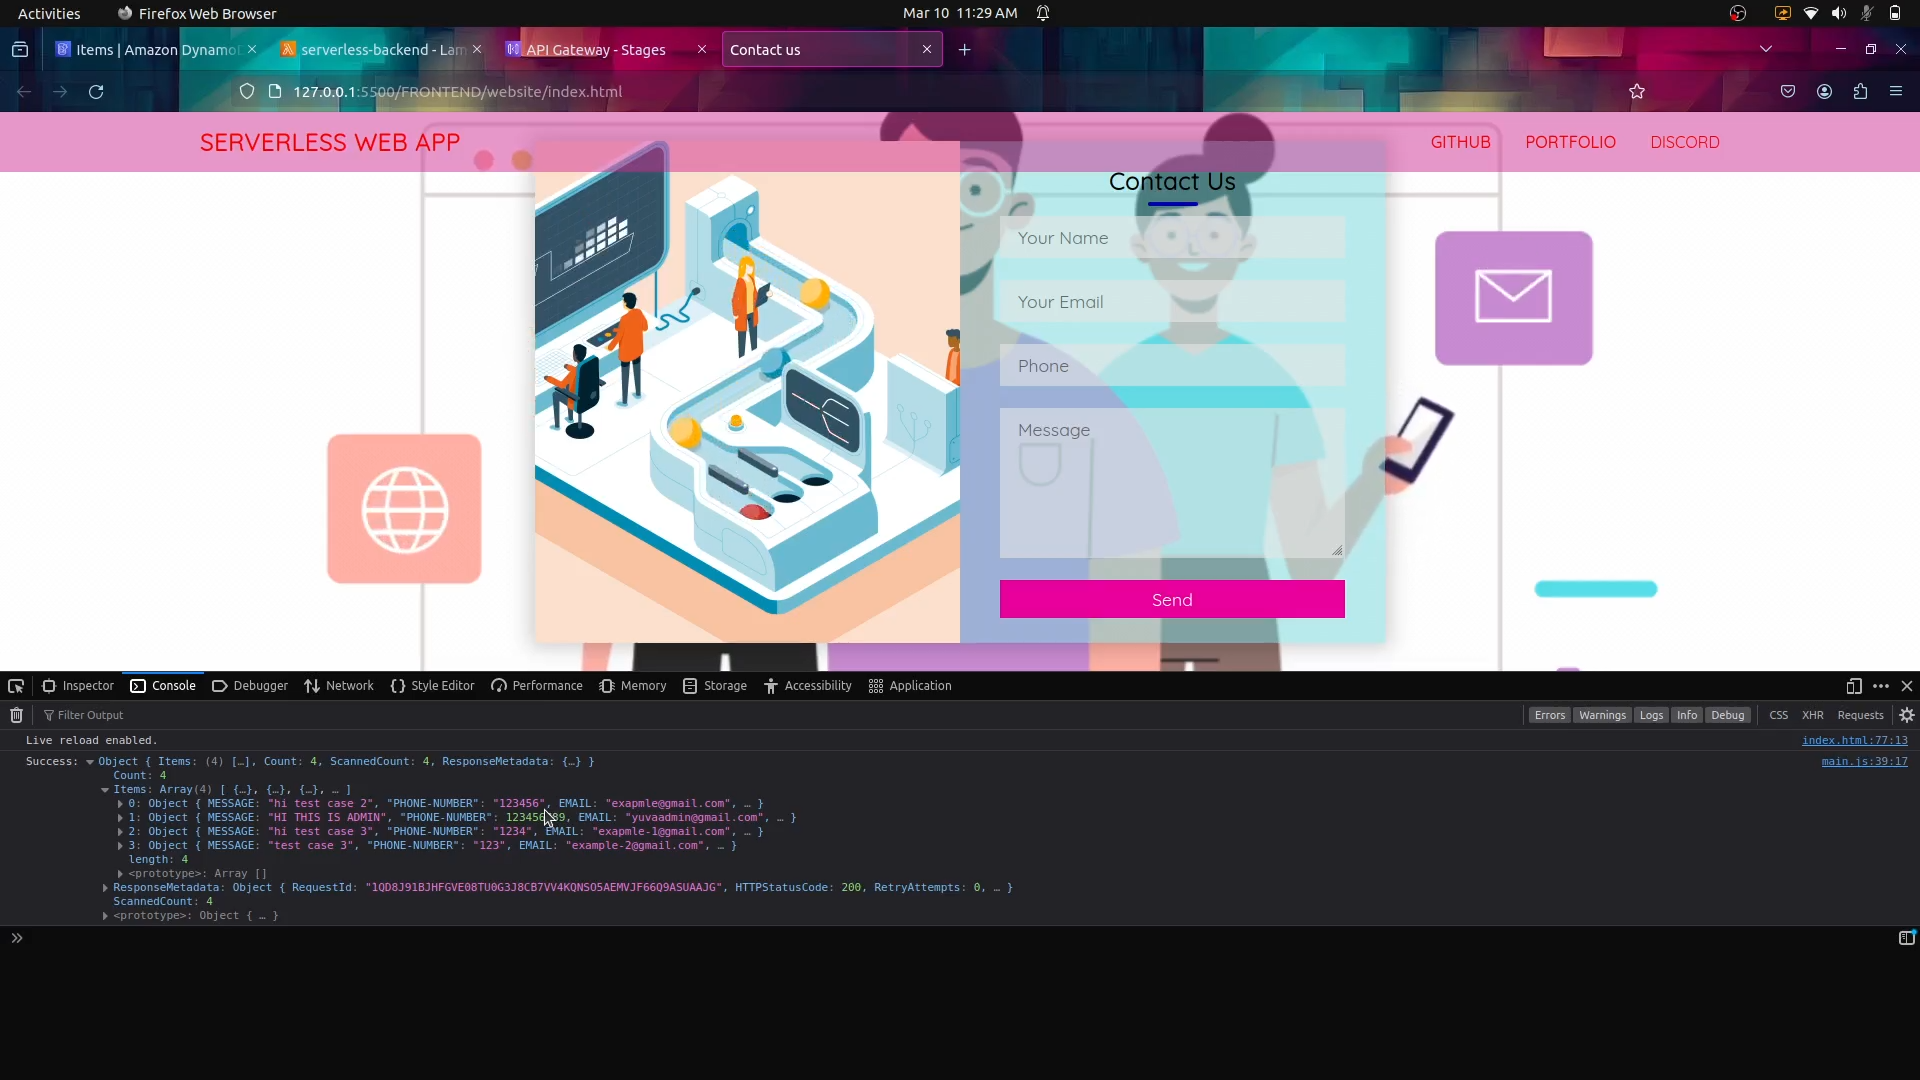 Activities
Firefox Web Browser
Mar 10 11:29 AM
Items | Amazon Dynamo
serverless-backend - Lam
API Gateway - Stages
Contact us
127.0.0.1:5500/FRONTEND/website/index.html
SERVERLESS WEB APP
GITHUB
PORTFOLIO
DISCORD
Contact Us
Your Name
Your Email
Phone
Message
Send
Inspector
Console
Debugger
Network
Style Editor
Performance
Memory
Storage
Accessibility
Application
Filter Output
Errors
Warnings
Logs
Info
Debug
CSS
XHR
Requests
Live reload enabled.
index.html:77:13
Success: Object { Items: (4) […], Count: 4, ScannedCount: 4, ResponseMetadata: {…} }
main.js:39:17
Count: 4
Items: Array(4) [ {…}, {…}, {…}, … ]
0: Object { MESSAGE: "hi test case 2", "PHONE-NUMBER": "123456", EMAIL: "exapmle@gmail.com", … }
1: Object { MESSAGE: "HI THIS IS ADMIN", "PHONE-NUMBER": EMAIL: "yuvaadmin@gmail.com", … }
2: Object { MESSAGE: "hi test case 3", "PHONE-NUMBER": "1234", EMAIL: "exapmle-1@gmail.com", … }
3: Object { MESSAGE: "test case 3", "PHONE-NUMBER": "123", EMAIL: "example-2@gmail.com", … }
length: 4
<prototype>: Array []
ResponseMetadata: Object { RequestId: "1QD8J91BJHFGVE08TU0G3J8CB7VV4KQNSO5AEMVJF66Q9ASUAAJG", HTTPStatusCode: 200, RetryAttempts: 0, … }
ScannedCount: 4
<prototype>: Object { … }